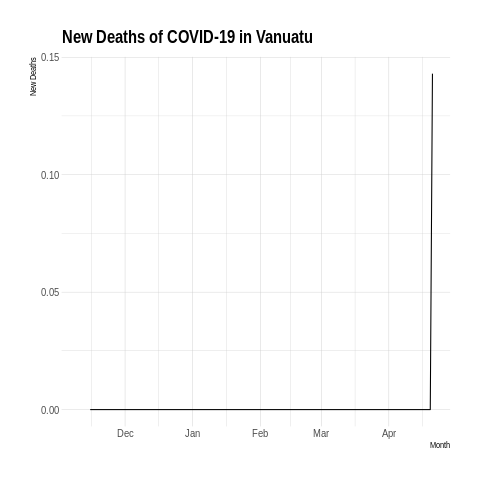 New Deaths of COVID-19 in Vanuatu
New Deaths
0.15
0.10
0.05
0.00
Dec Jan Feb Mar Apr
Month